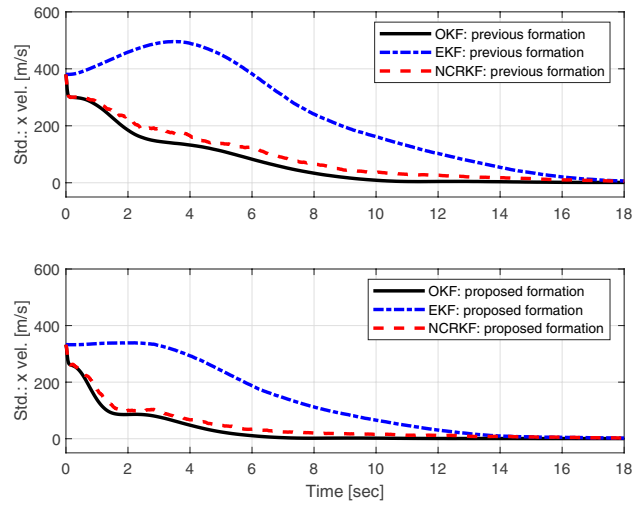 600
400
200
0
Std.: x vel. [m/s]
OKF: previous formation
EKF: previous formation
NCRKF: previous formation
0 2 4 6 8 10 12 14 16 18
600
400
200
0
Std.: x vel. [m/s]
OKF: proposed formation
EKF: proposed formation
NCRKF: proposed formation
0 2 4 6 8 10 12 14 16 18
Time [sec]